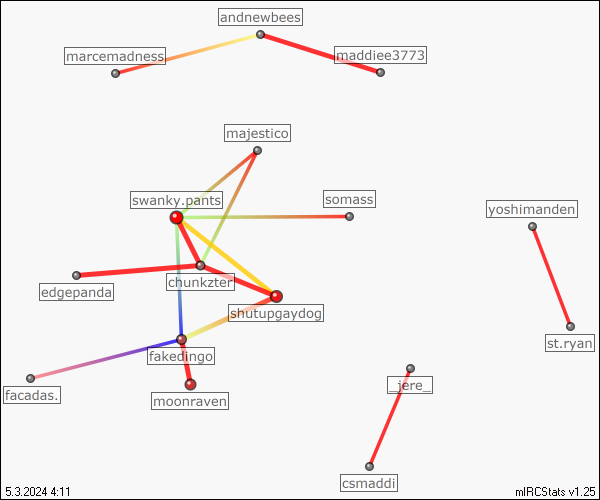 andnewbees
marcemadness
maddiee3773
majestico
swanky.pants
somass
yoshimanden
chunkzter
edgepanda
shutupgaydog
st.ryan
fakedingo
facadas.
_jere_
moonraven
csmaddi
5.3.2024 4:11
mIRCStats v1.25